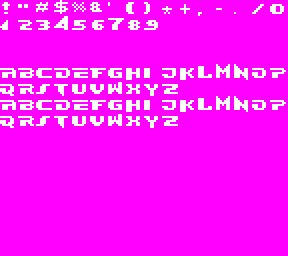 ! " # $ % & ' ( ) * + , - . / 0
1 2 3 4 5 6 7 8 9
A B C D E F G H I J K L M N O P
Q R S T U V W X Y Z
A B C D E F G H I J K L M N O P
Q R S T U V W X Y Z